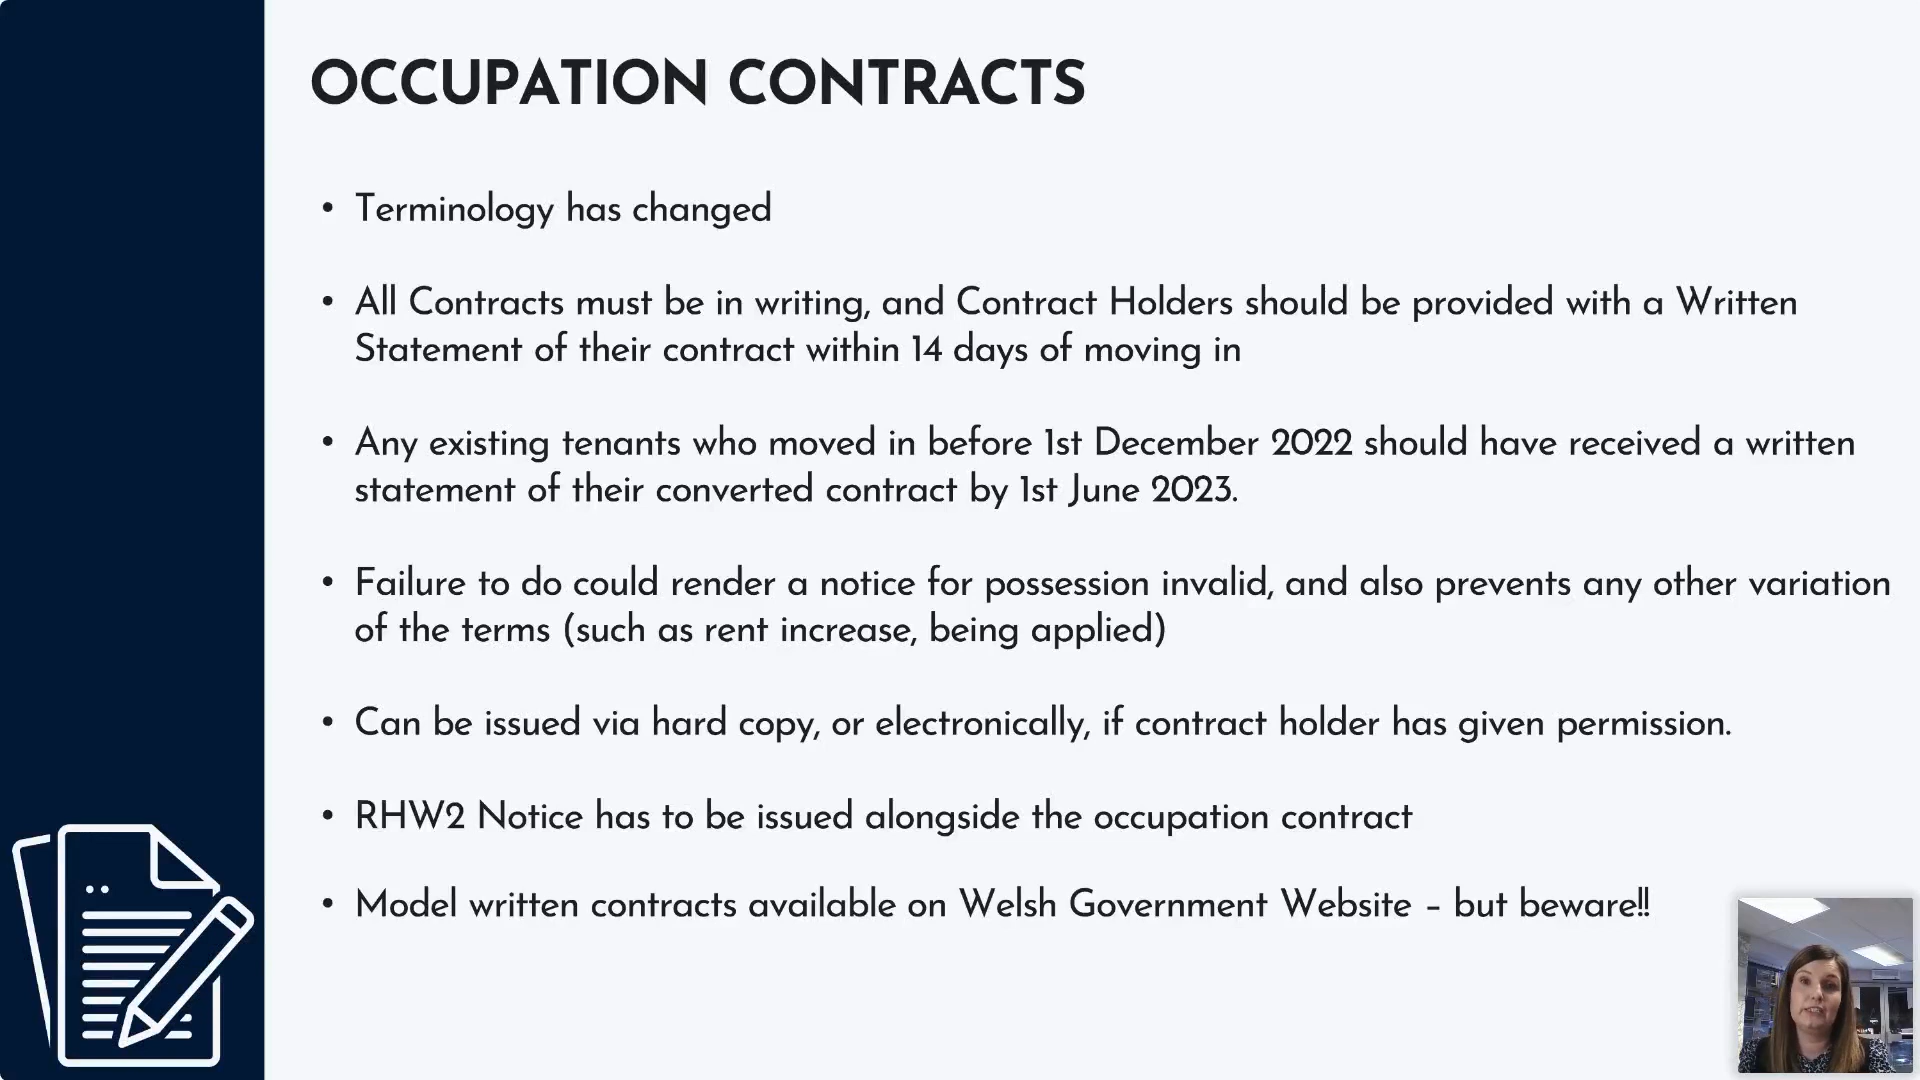 OCCUPATION CONTRACTS
• Terminology has changed
• All Contracts must be in writing, and Contract Holders should be provided with a Written
Statement of their contract within 14 days of moving in
• Any existing tenants who moved in before 1st December 2022 should have received a written
statement of their converted contract by 1st June 2023.
• Failure to do could render a notice for possession invalid, and also prevents any other variation
of the terms (such as rent increase, being applied)
• Can be issued via hard copy, or electronically, if contract holder has given permission.
• RHW2 Notice has to be issued alongside the occupation contract
• Model written contracts available on Welsh Government Website – but beware!!